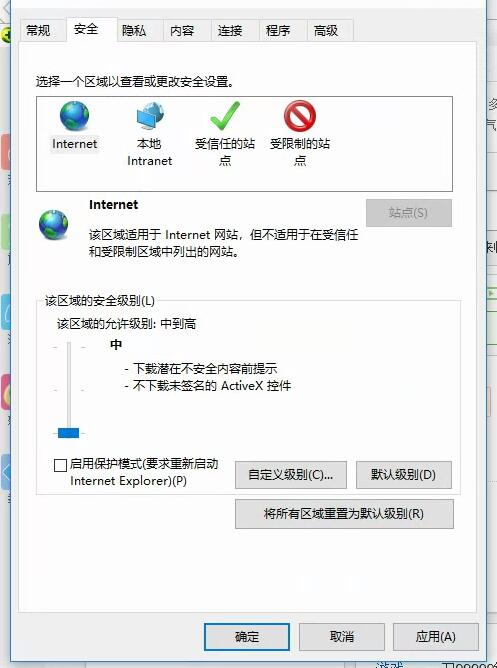 常规 安全 隐私 内容 连接 程序 高级
选择一个区域以查看或更改安全设置。
Internet
本地
Intranet
受信任的站
点
受限制的站
点
Internet
站点(S)
该区域适用于 Internet 网站，但不适用于在受信任
和受限制区域中列出的网站。
该区域的安全级别(L)
该区域的允许级别: 中到高
中
- 下载潜在不安全内容前提示
- 不下载未签名的 ActiveX 控件
启用保护模式(要求重新启动
Internet Explorer)(P)
自定义级别(C)...
默认级别(D)
将所有区域重置为默认级别(R)
确定 取消 应用(A)